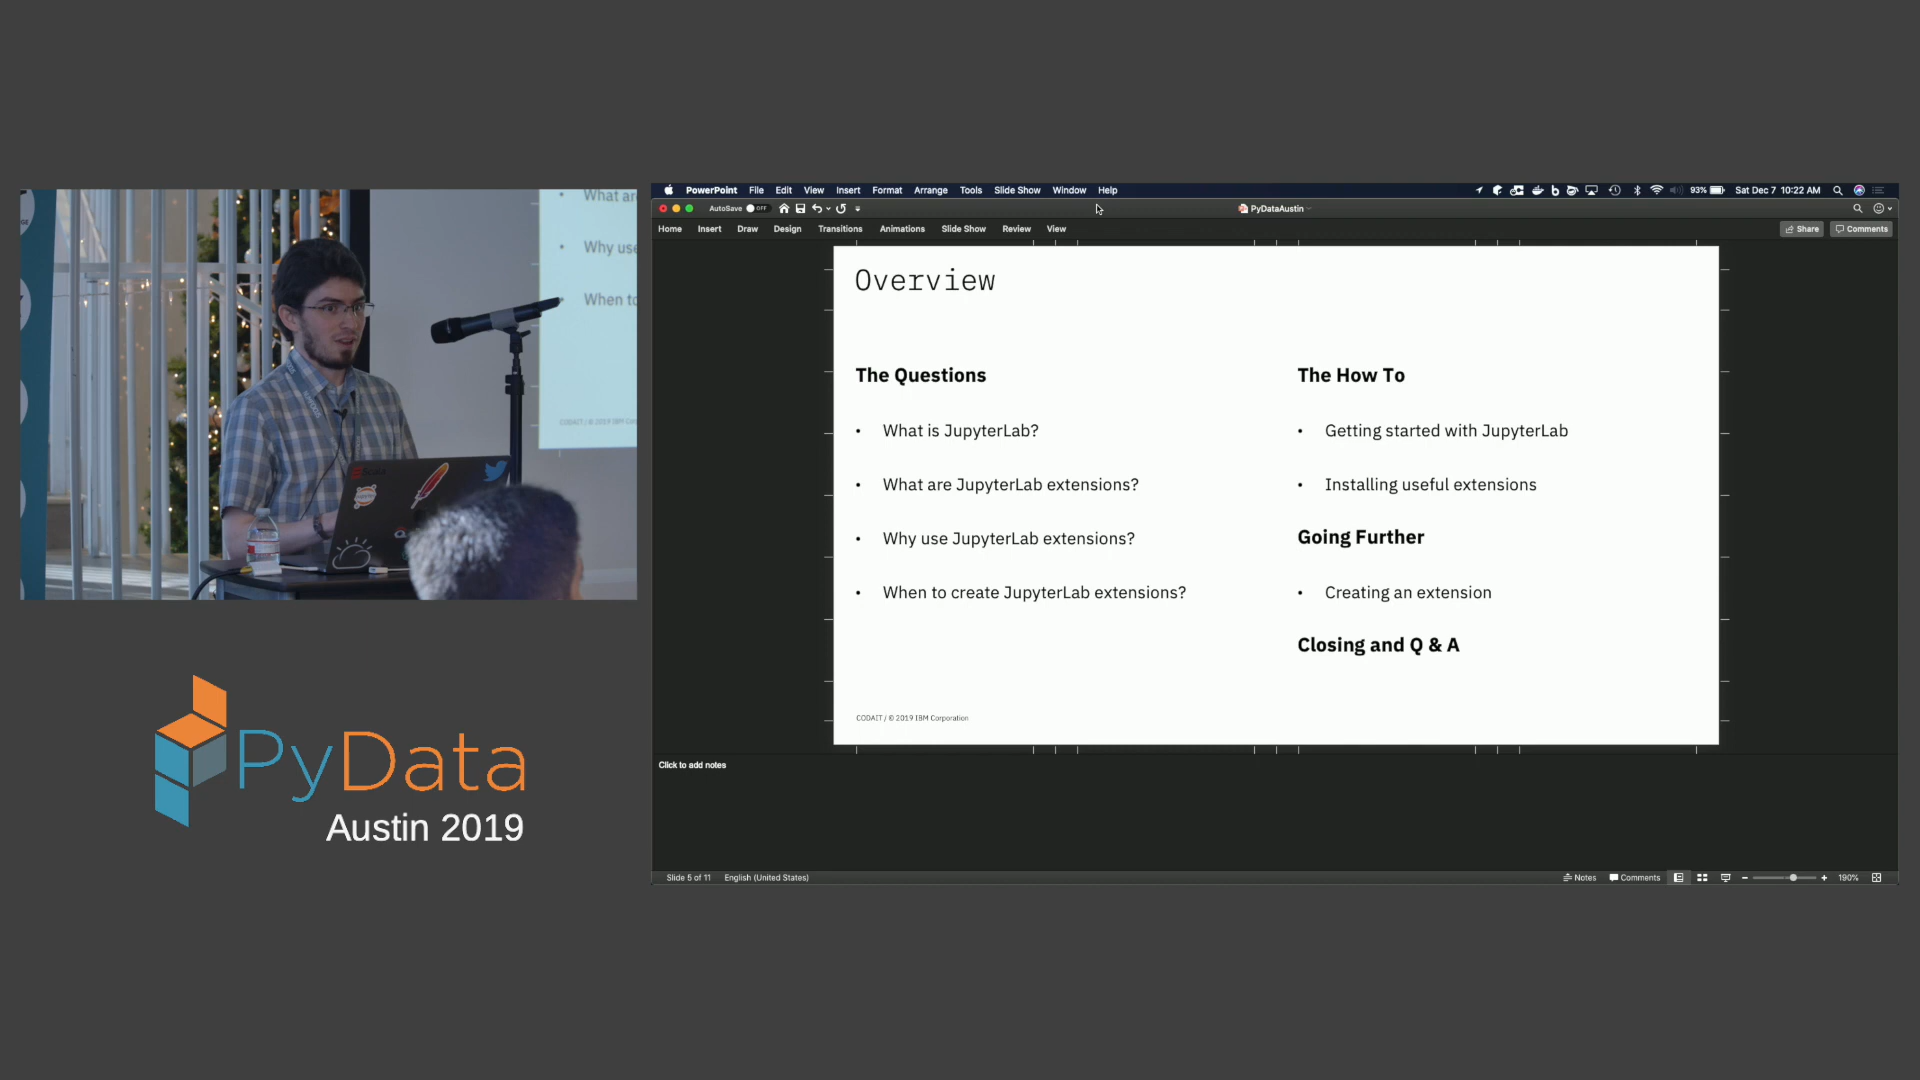 What ar
Why use
When to
CODAIT / © 2019 IBM Corp
Scala
PyData
Austin 2019
PowerPoint File Edit View Insert Format Arrange Tools Slide Show Window Help
93% Sat Dec 7 10:22 AM
AutoSave OFF
PyDataAustin
Home Insert Draw Design Transitions Animations Slide Show Review View
Share Comments
Overview
The Questions
• What is JupyterLab?
• What are JupyterLab extensions?
• Why use JupyterLab extensions?
• When to create JupyterLab extensions?
The How To
• Getting started with JupyterLab
• Installing useful extensions
Going Further
• Creating an extension
Closing and Q & A
CODAIT / © 2019 IBM Corporation
Click to add notes
Slide 5 of 11 English (United States)
Notes Comments 190%